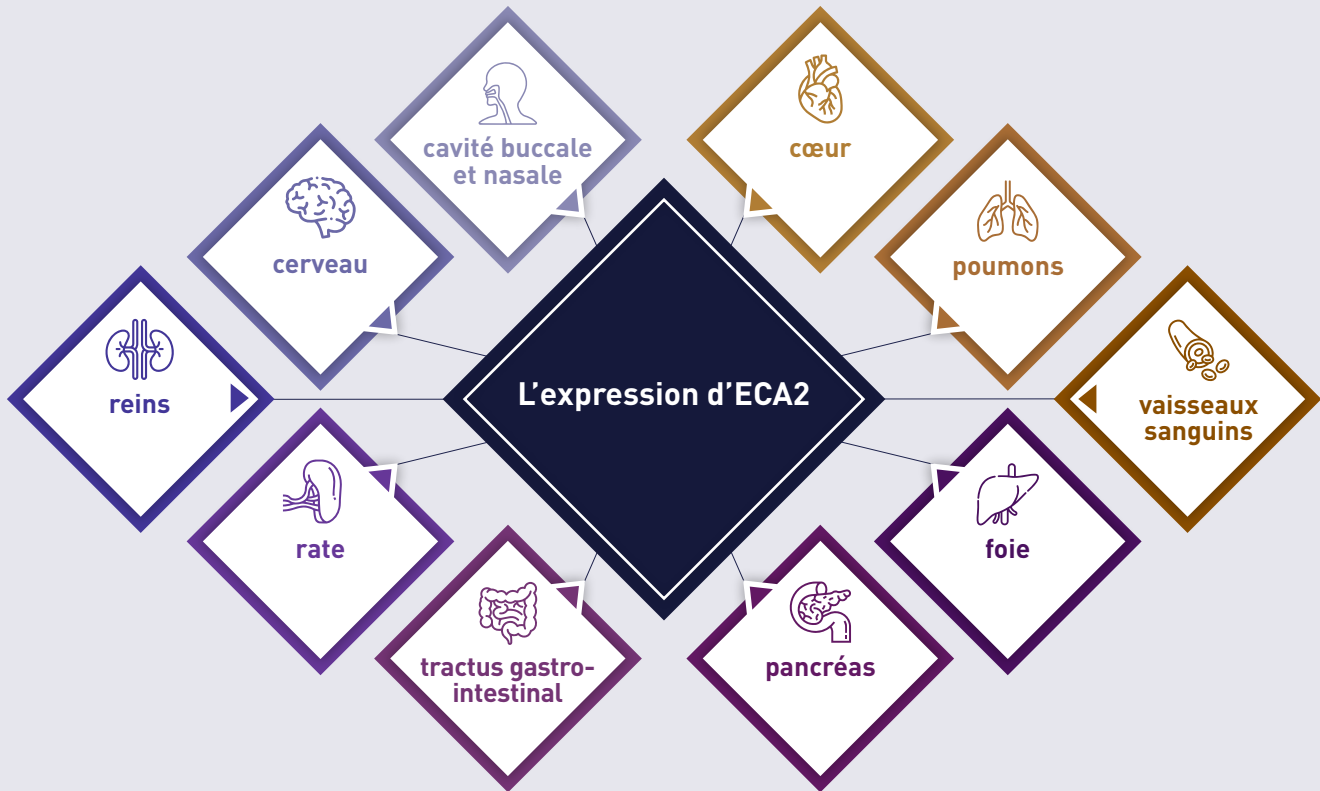 cavité buccale
et nasale
cœur
cerveau
poumons
reins
L’expression d’ECA2
vaisseaux
sanguins
rate
foie
tractus gastro-
intestinal
pancréas